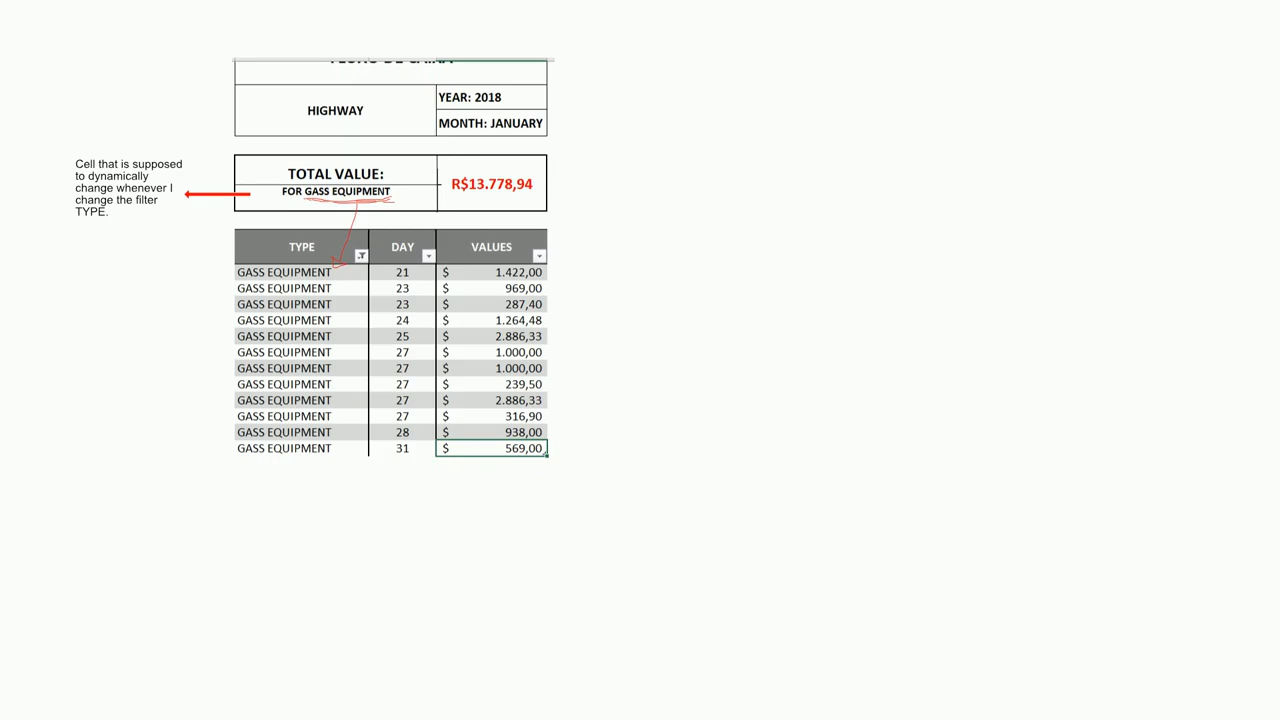 HIGHWAY
YEAR: 2018
MONTH: JANUARY
Cell that is supposed
to dynamically
change whenever I
change the filter
TYPE.
TOTAL VALUE:
FOR GASS EQUIPMENT
R$13.778,94
TYPE DAY VALUES
GASS EQUIPMENT 21 $ 1.422,00
GASS EQUIPMENT 23 $ 969,00
GASS EQUIPMENT 23 $ 287,40
GASS EQUIPMENT 24 $ 1.264,48
GASS EQUIPMENT 25 $ 2.886,33
GASS EQUIPMENT 27 $ 1.000,00
GASS EQUIPMENT 27 $ 1.000,00
GASS EQUIPMENT 27 $ 239,50
GASS EQUIPMENT 27 $ 2.886,33
GASS EQUIPMENT 27 $ 316,90
GASS EQUIPMENT 28 $ 938,00
GASS EQUIPMENT 31 $ 569,00